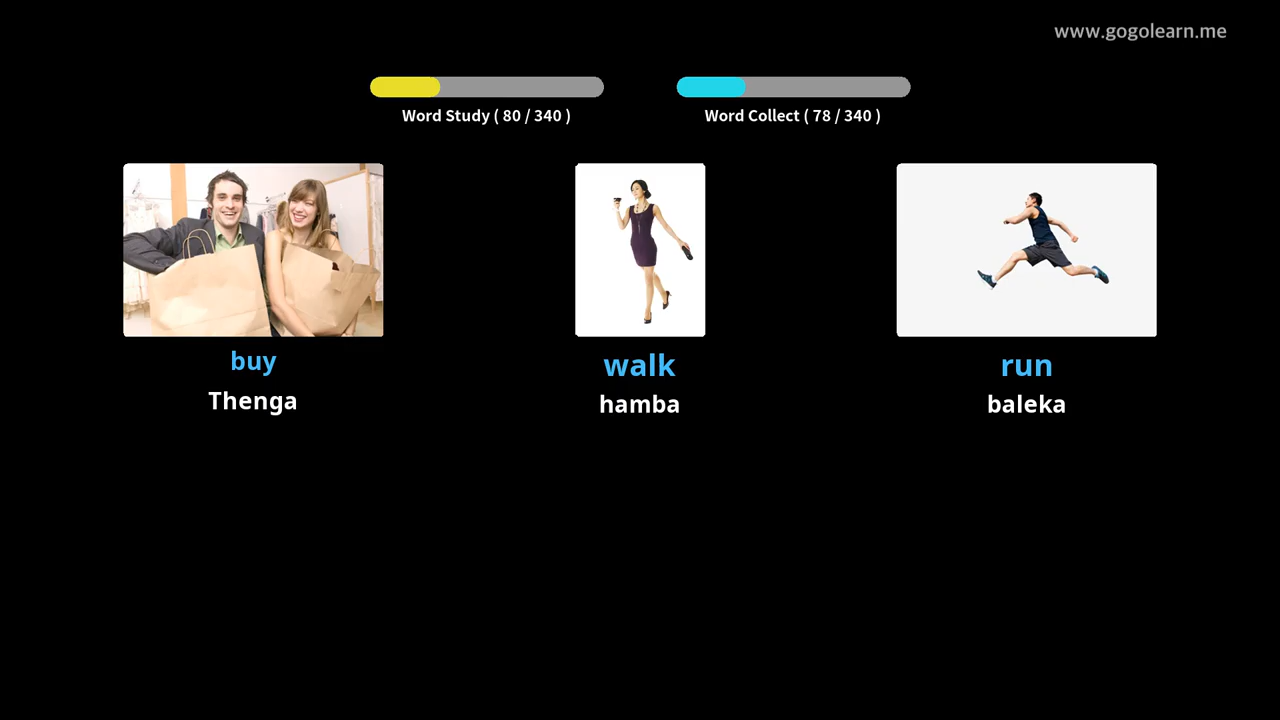 www.gogolearn.me
Word Study ( 80 / 340 )
Word Collect ( 78 / 340 )
buy
Thenga
walk
hamba
run
baleka